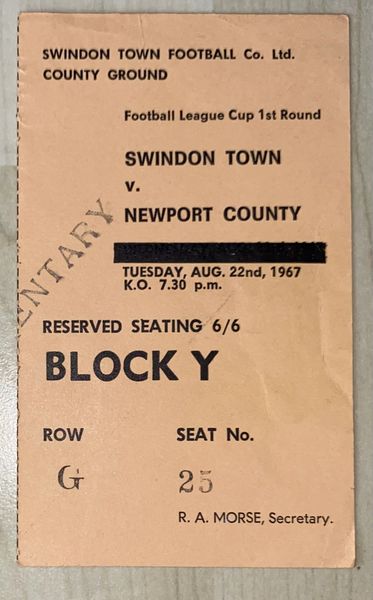 SWINDON TOWN FOOTBALL Co. Ltd.
COUNTY GROUND
Football League Cup 1st Round
SWINDON TOWN
v.
NEWPORT COUNTY
TUESDAY, AUG. 22nd, 1967
K.O. 7.30 p.m.
ENTARY
RESERVED SEATING 6/6
BLOCK Y
ROW SEAT No.
G 25
R. A. MORSE, Secretary.